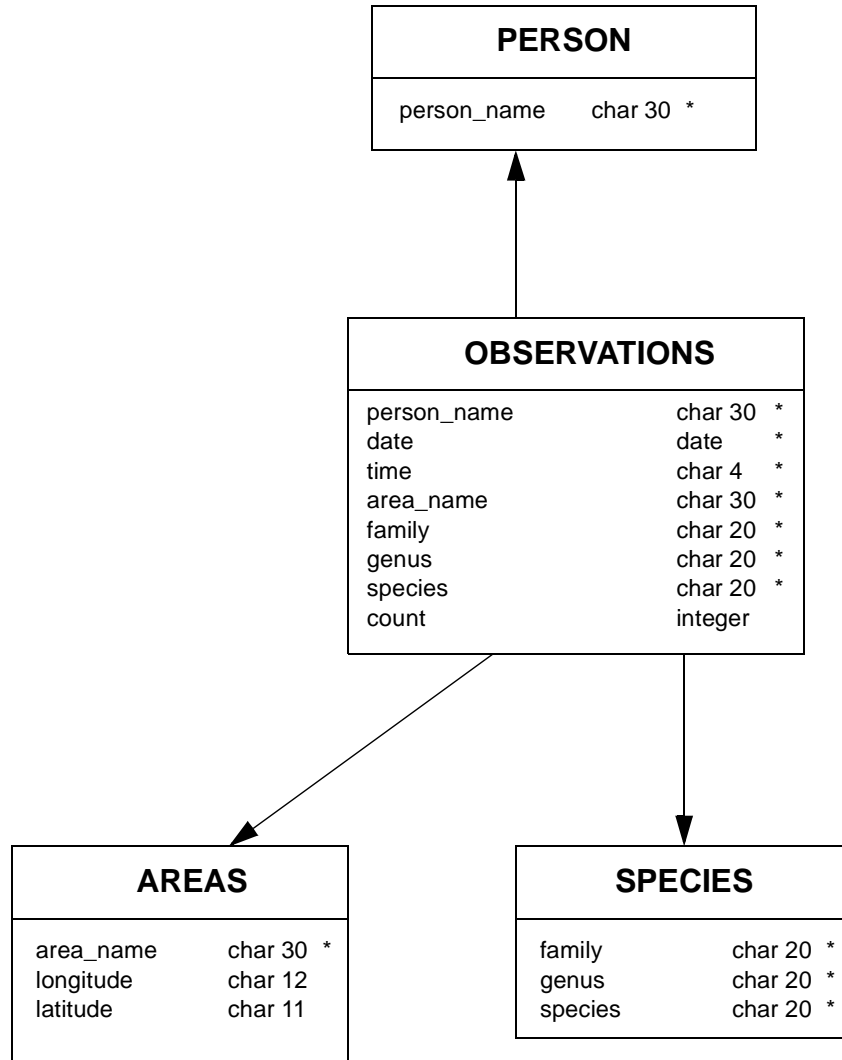 PERSON
person_name char 30 *
OBSERVATIONS
person_name char 30 *
date date *
time char 4 *
area_name char 30 *
family char 20 *
genus char 20 *
species char 20 *
count integer
AREAS
area_name char 30 *
longitude char 12
latitude char 11
SPECIES
family char 20 *
genus char 20 *
species char 20 *